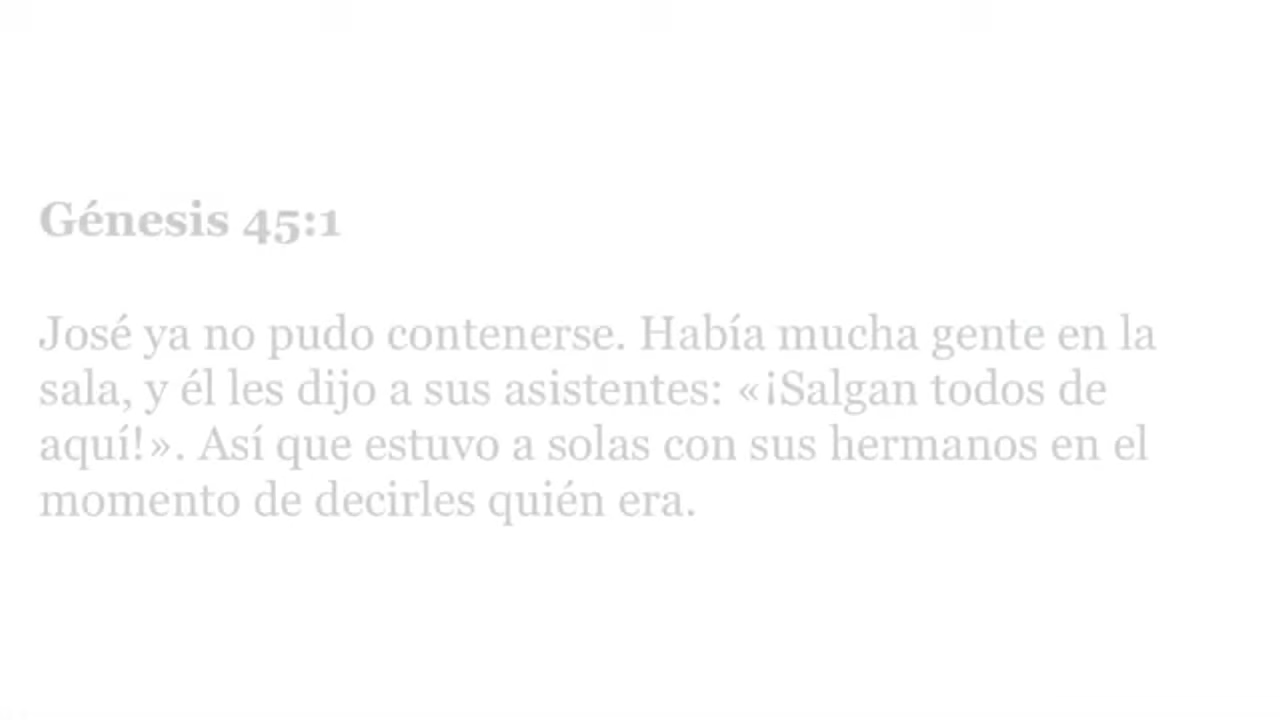 Génesis 45:1
José ya no pudo contenerse. Había mucha gente en la
sala, y él les dijo a sus asistentes: «¡Salgan todos de
aquí!». Así que estuvo a solas con sus hermanos en el
momento de decirles quién era.